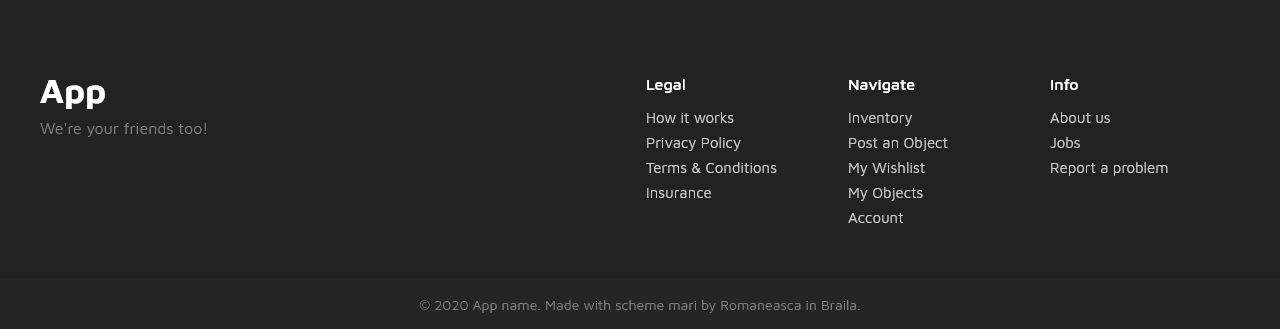 App
We're your friends too!
Legal
How it works
Privacy Policy
Terms & Conditions
Insurance
Navigate
Inventory
Post an Object
My Wishlist
My Objects
Account
Info
About us
Jobs
Report a problem
© 2020 App name. Made with scheme mari by Romaneasca in Braila.